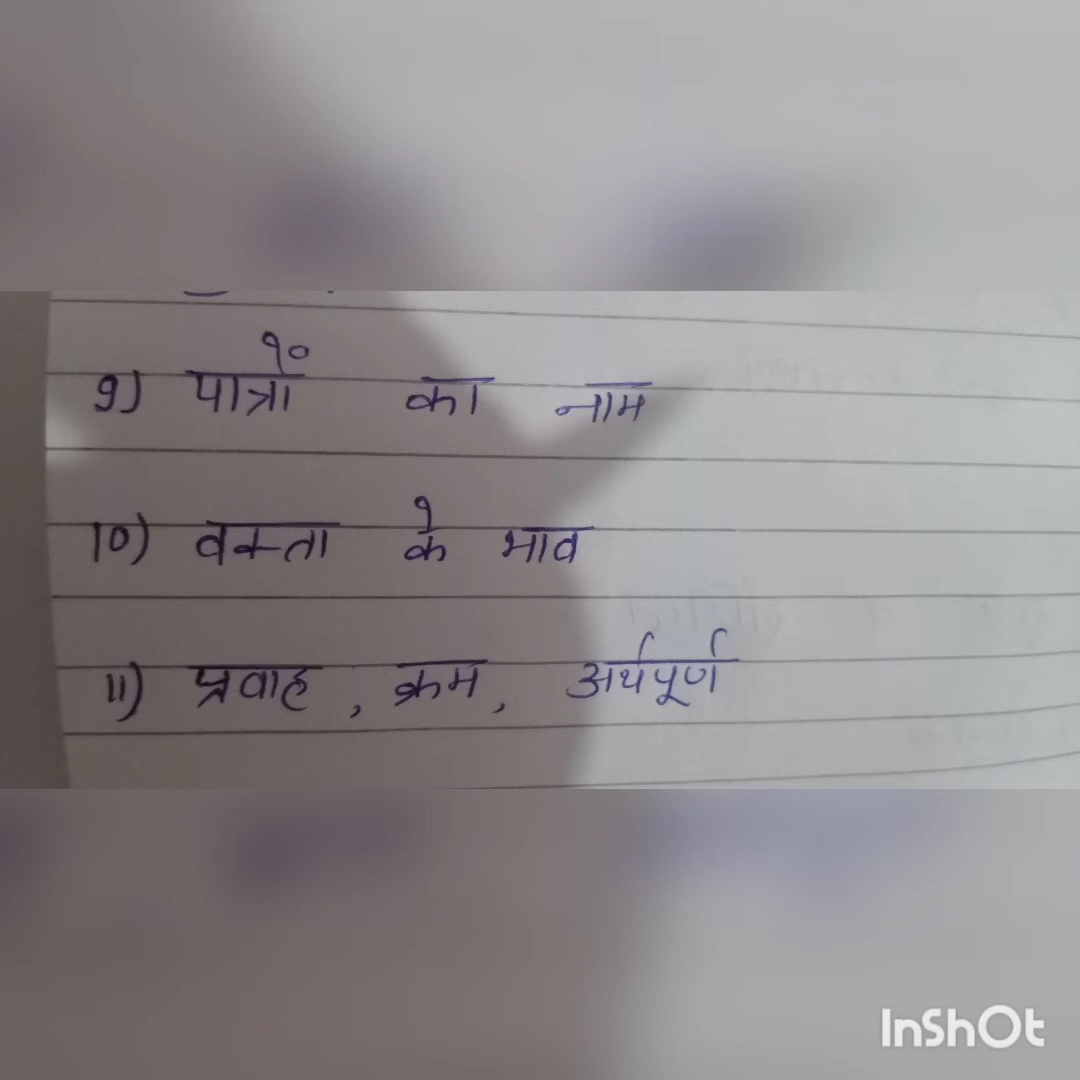 9) पात्रों का नाम
10) वक्ता के भाव
11) प्रवाह, क्रम, अर्थपूर्ण
InShOt